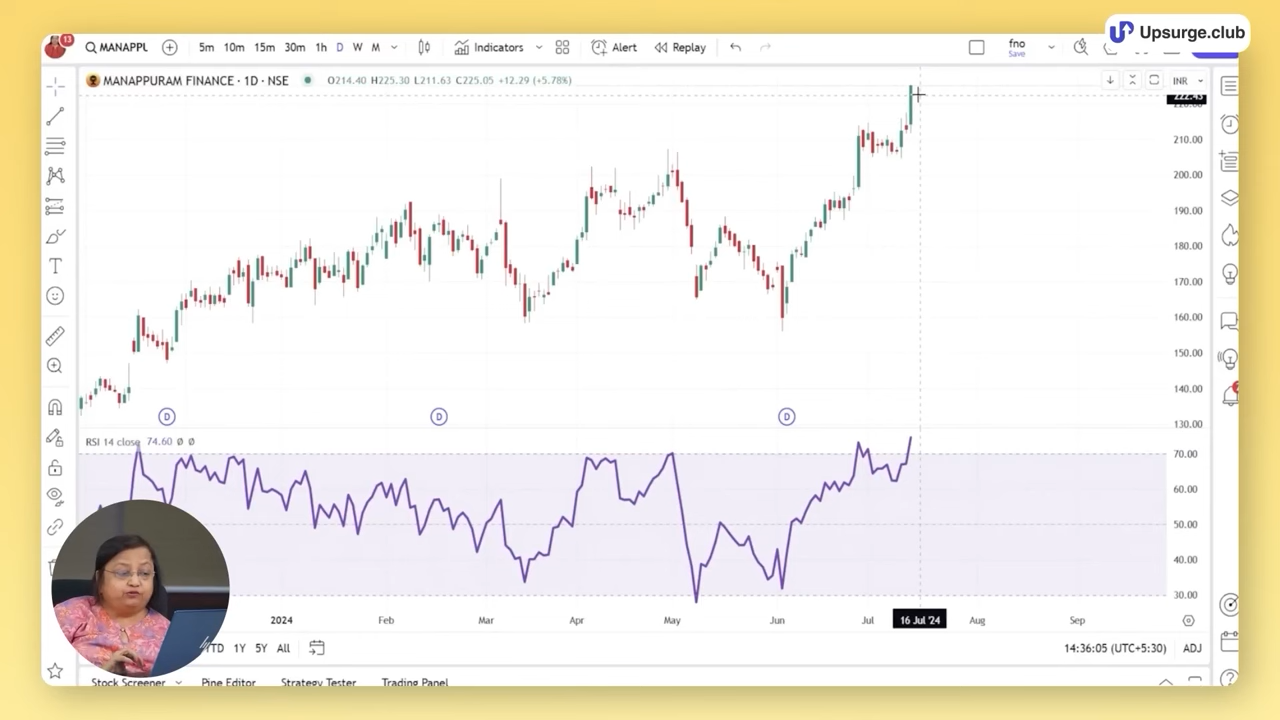 Upsurge.club
13
MANAPPU
5m 10m 15m 30m 1h D W M
Indicators
Alert
Replay
fno
Save
MANAPPURAM FINANCE · 1D · NSE
O214.40 H225.30 L211.63 C225.05 +12.29 (+5.78%)
INR
210.00
200.00
190.00
180.00
170.00
160.00
150.00
140.00
130.00
D D D
RSI 14 close 74.60 Ø Ø
70.00
60.00
50.00
40.00
30.00
2024 Feb Mar Apr May Jun Jul 16 Jul '24 Aug Sep
YTD 1Y 5Y All
14:36:05 (UTC+5:30) ADJ
Stock Screener Pine Editor Strategy Tester Trading Panel